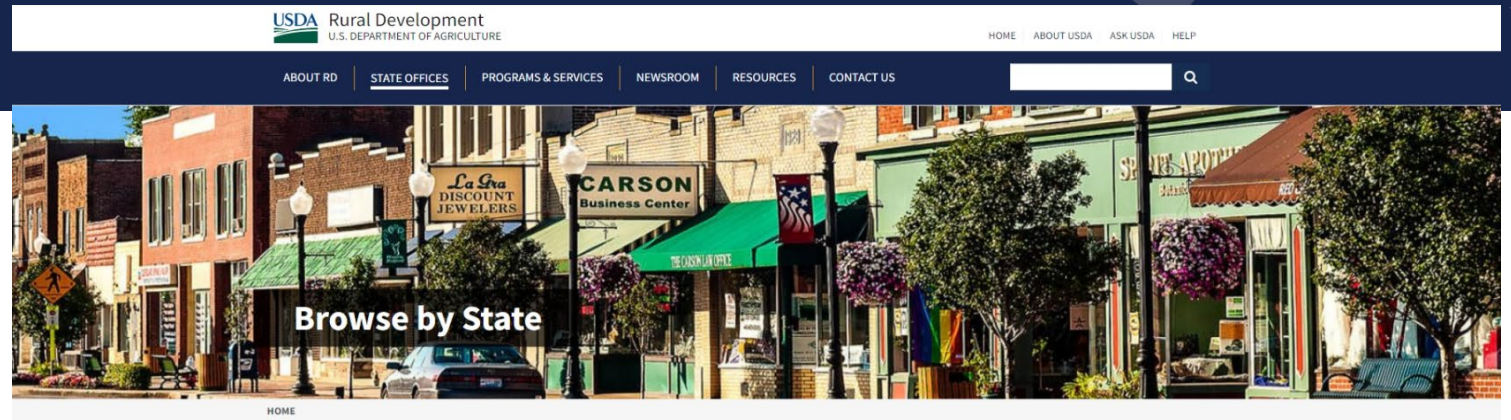 USDA Rural Development
U.S. DEPARTMENT OF AGRICULTURE
HOME ABOUT USDA ASK USDA HELP
ABOUT RD STATE OFFICES PROGRAMS & SERVICES NEWSROOM RESOURCES CONTACT US
La Gra
DISCOUNT
JEWELERS
CARSON
Business Center
THE CARSON LAW OFFICE
Browse by State
HOME